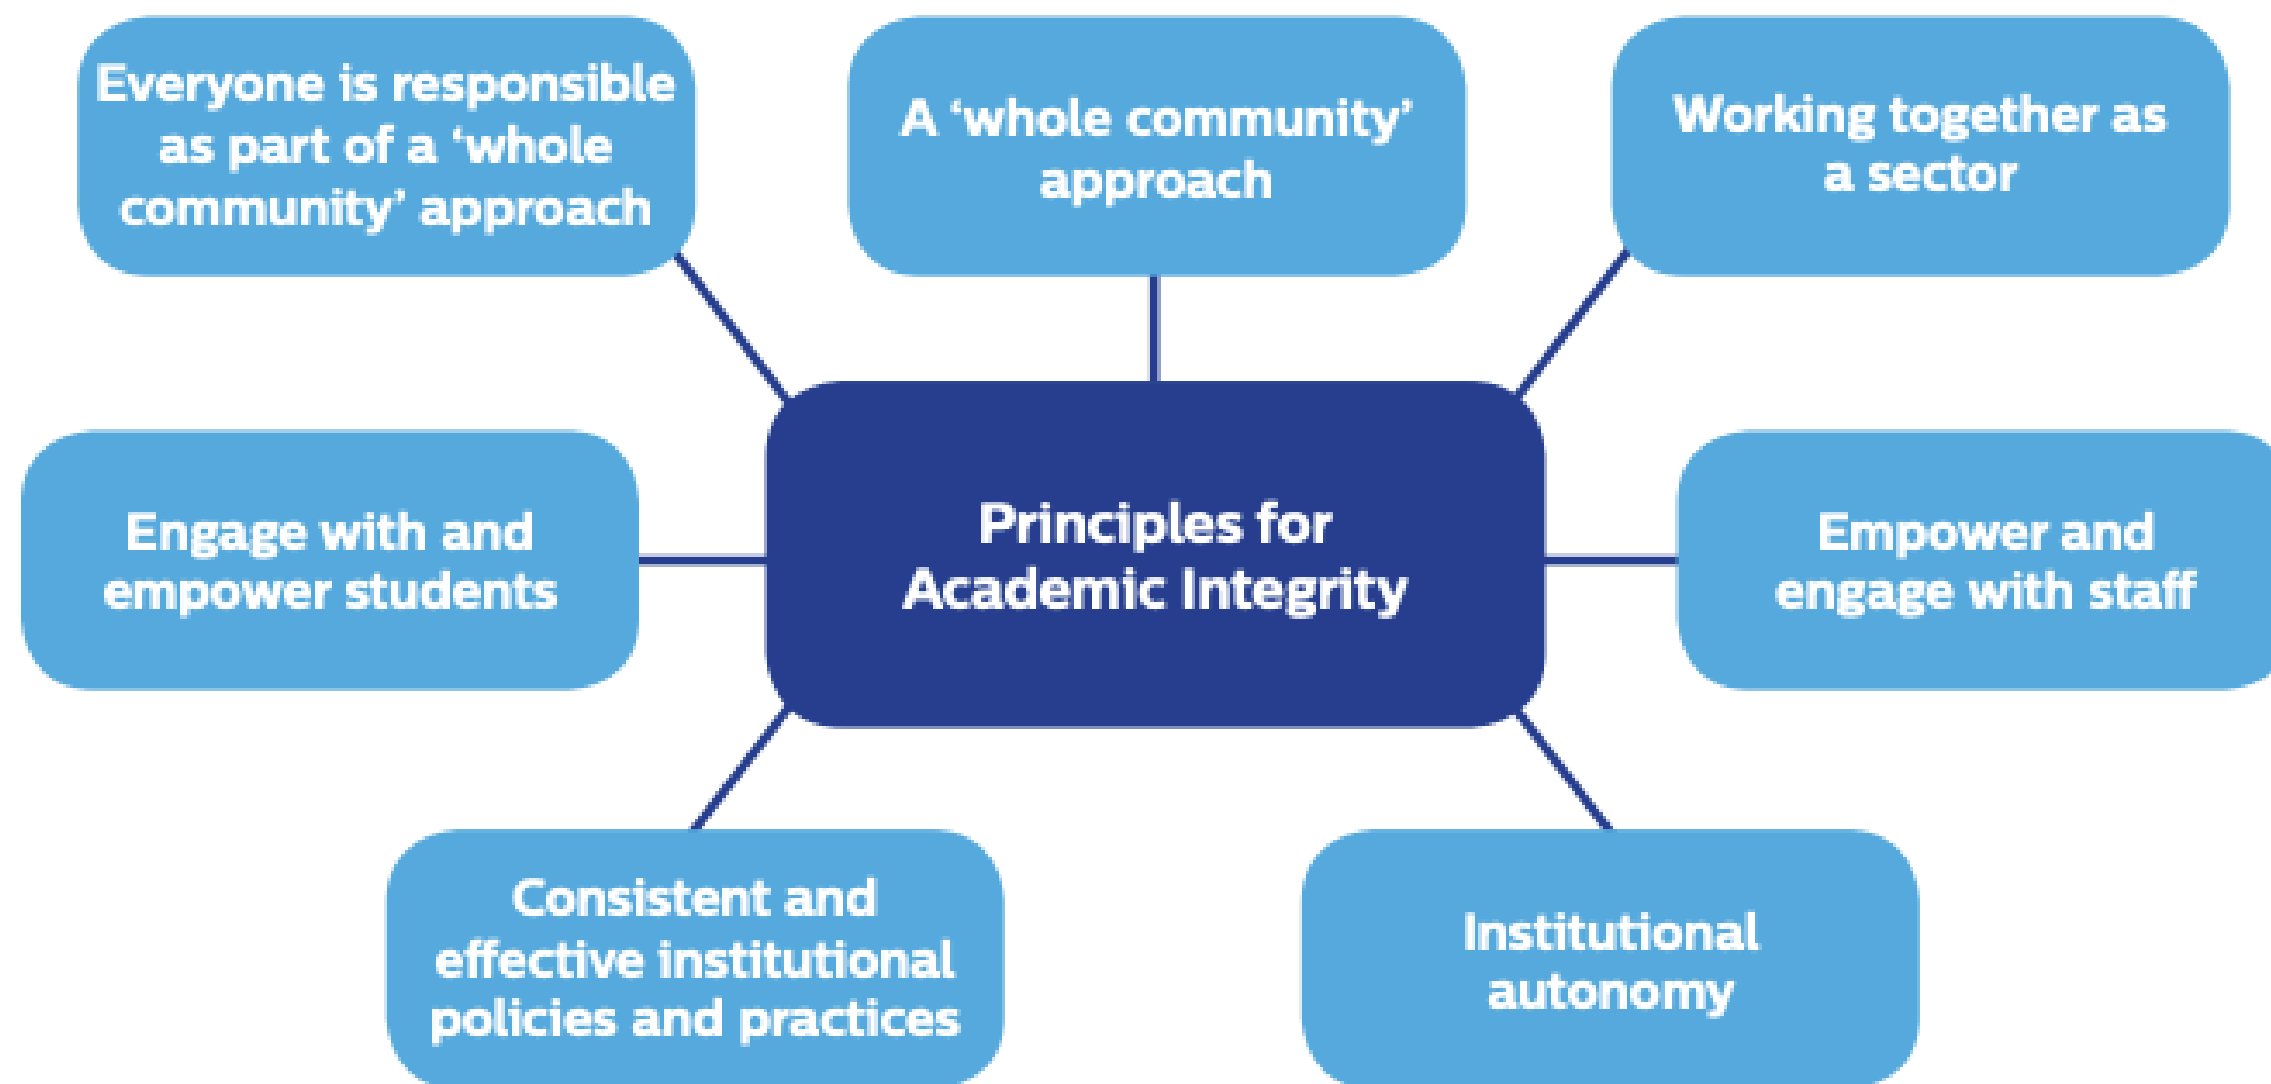 Everyone is responsible
as part of a ‘whole
community’ approach
A ‘whole community’
approach
Working together as
a sector
Engage with and
empower students
Principles for
Academic Integrity
Empower and
engage with staff
Consistent and
effective institutional
policies and practices
Institutional
autonomy